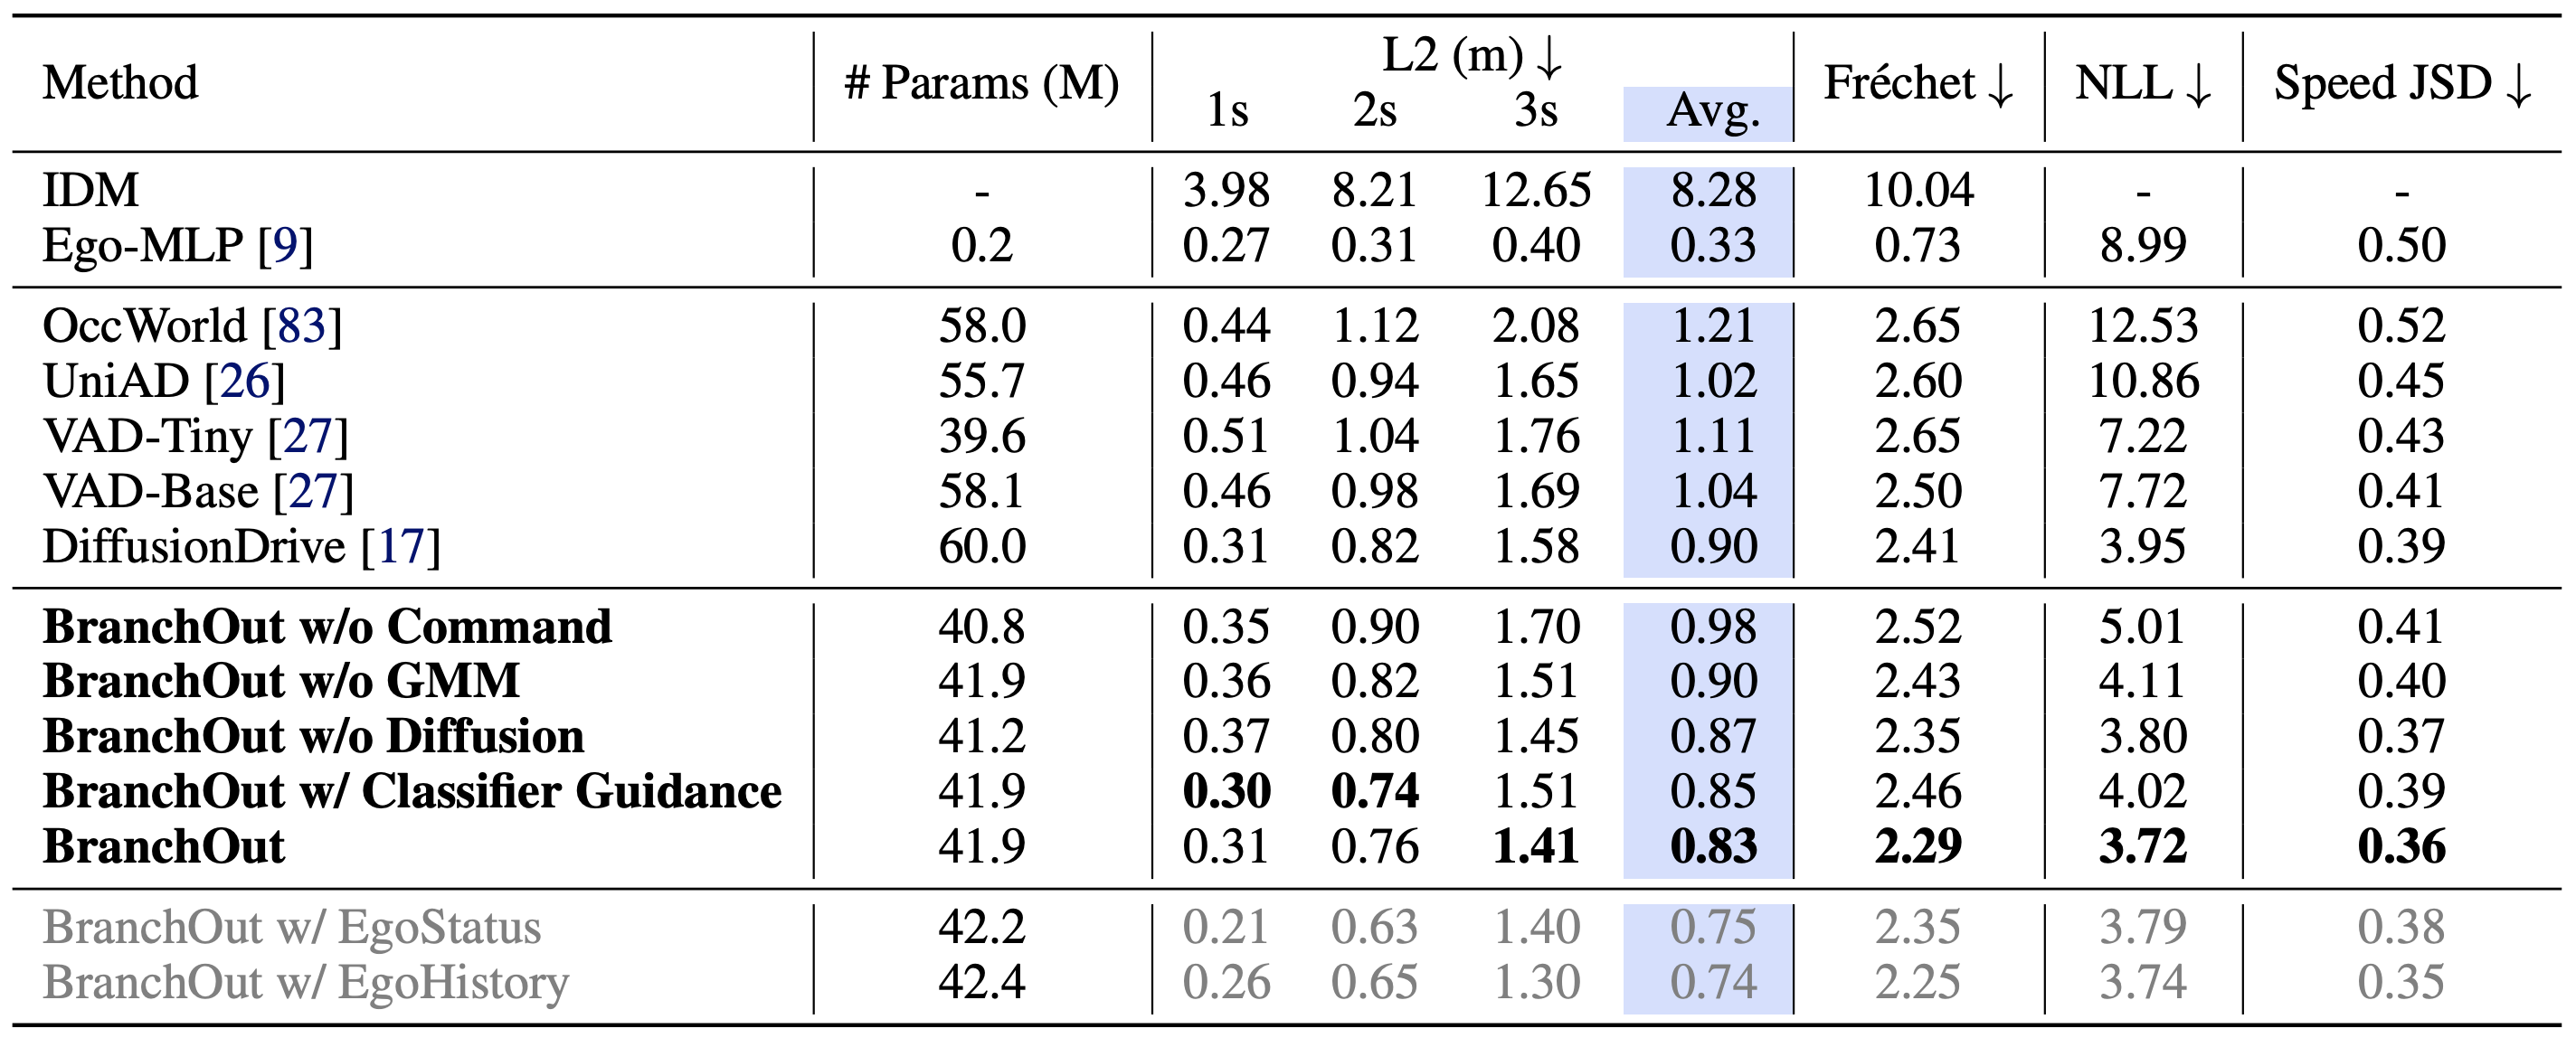 Method # Params (M) L2 (m) ↓ Fréchet ↓ NLL ↓ Speed JSD ↓
1s 2s 3s Avg.
IDM - 3.98 8.21 12.65 8.28 10.04 - -
Ego-MLP [9] 0.2 0.27 0.31 0.40 0.33 0.73 8.99 0.50
OccWorld [83] 58.0 0.44 1.12 2.08 1.21 2.65 12.53 0.52
UniAD [26] 55.7 0.46 0.94 1.65 1.02 2.60 10.86 0.45
VAD-Tiny [27] 39.6 0.51 1.04 1.76 1.11 2.65 7.22 0.43
VAD-Base [27] 58.1 0.46 0.98 1.69 1.04 2.50 7.72 0.41
DiffusionDrive [17] 60.0 0.31 0.82 1.58 0.90 2.41 3.95 0.39
BranchOut w/o Command 40.8 0.35 0.90 1.70 0.98 2.52 5.01 0.41
BranchOut w/o GMM 41.9 0.36 0.82 1.51 0.90 2.43 4.11 0.40
BranchOut w/o Diffusion 41.2 0.37 0.80 1.45 0.87 2.35 3.80 0.37
BranchOut w/ Classifier Guidance 41.9 0.30 0.74 1.51 0.85 2.46 4.02 0.39
BranchOut 41.9 0.31 0.76 1.41 0.83 2.29 3.72 0.36
BranchOut w/ EgoStatus 42.2 0.21 0.63 1.40 0.75 2.35 3.79 0.38
BranchOut w/ EgoHistory 42.4 0.26 0.65 1.30 0.74 2.25 3.74 0.35